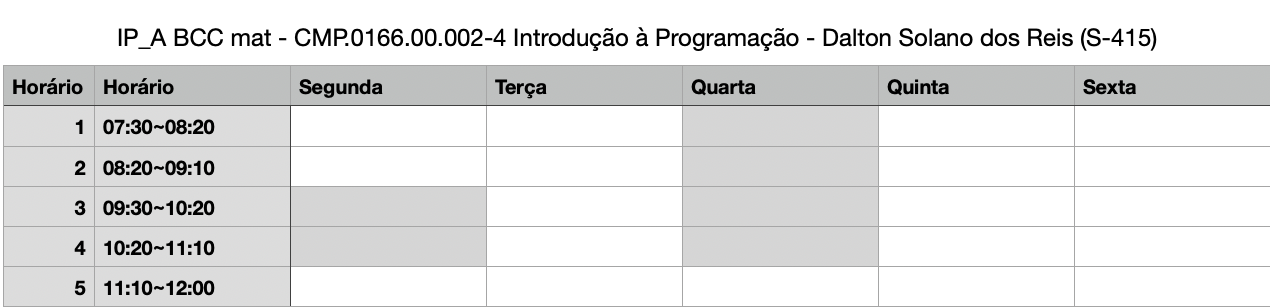 IP_A BCC mat - CMP.0166.00.002-4 Introdução à Programação - Dalton Solano dos Reis (S-415)
Horário Horário Segunda Terça Quarta Quinta Sexta
1 07:30~08:20
2 08:20~09:10
3 09:30~10:20
4 10:20~11:10
5 11:10~12:00